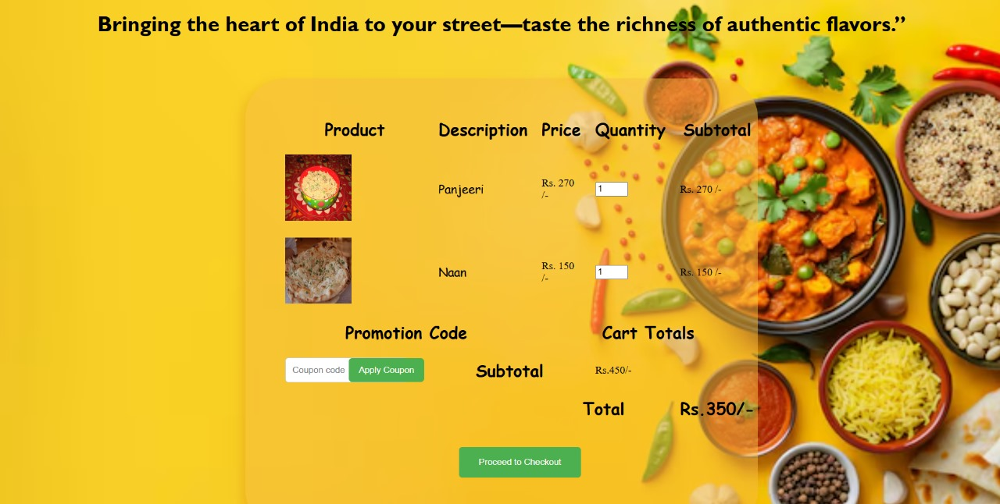 Bringing the heart of India to your street—taste the richness of authentic flavors.”
Product Description Price Quantity Subtotal
Panjeeri Rs. 270 /- 1 Rs. 270 /-
Naan Rs. 150 /- 1 Rs. 150 /-
Promotion Code Cart Totals
Coupon code Apply Coupon Subtotal Rs.450/-
Total Rs.350/-
Proceed to Checkout